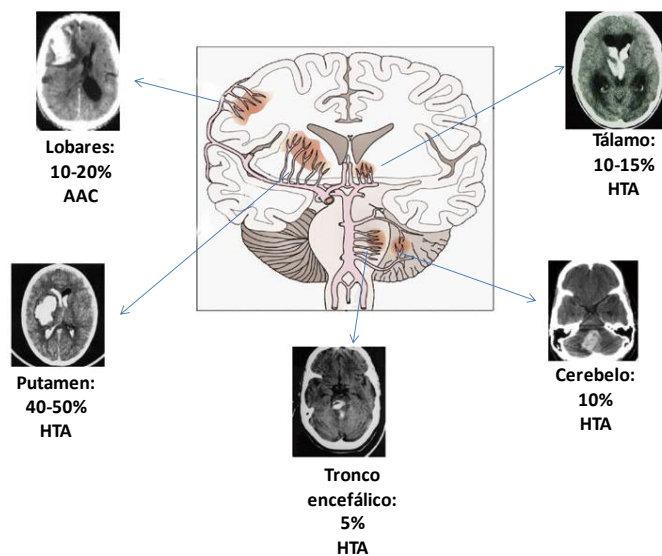 Lobares:
10-20%
AAC
Tálamo:
10-15%
HTA
Putamen:
40-50%
HTA
Cerebelo:
10%
HTA
Tronco
encefálico:
5%
HTA